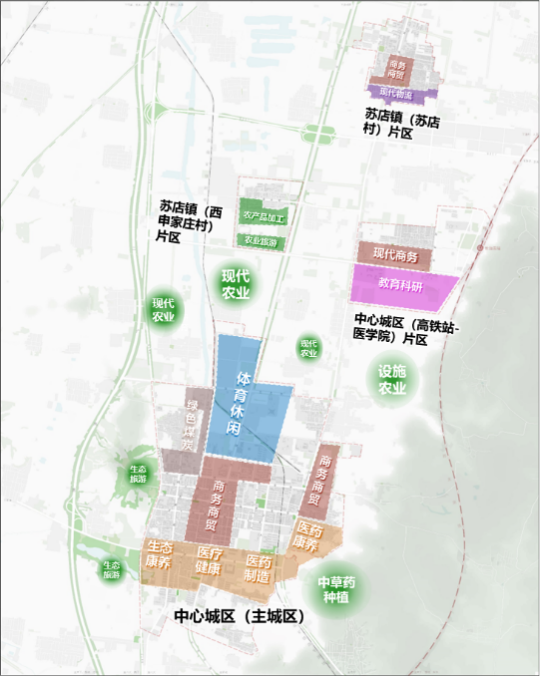 商务
商贸
现代物流
苏店镇（苏店
村）片区
苏店镇（西
申家庄村）
片区
农产品加工
农业旅游
现代商务
教育科研
中心城区（高铁站-
医学院）片区
现代
农业
现代
农业
现代
农业
设施
农业
体育休闲
绿色煤炭
商务商贸
商务商贸
生态
旅游
生态
旅游
生态
康养
医疗
健康
医药
制造
医药
康养
中草药
种植
中心城区（主城区）